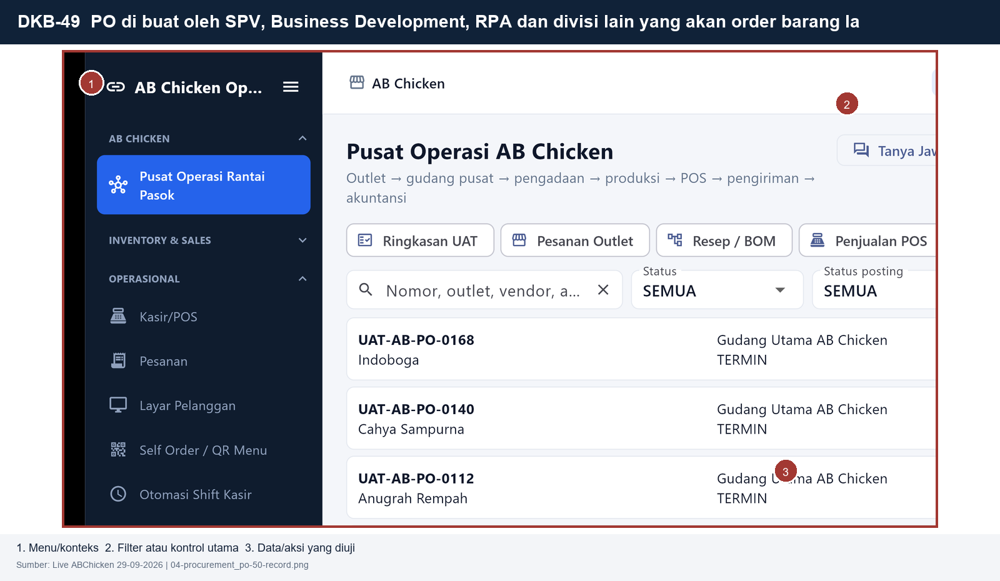 DKB-49 PO di buat oleh SPV, Business Development, RPA dan divisi lain yang akan order barang la
1
AB Chicken Op...
AB CHICKEN
Pusat Operasi Rantai
Pasok
INVENTORY & SALES
OPERASIONAL
Kasir/POS
Pesanan
Layar Pelanggan
Self Order / QR Menu
Otomasi Shift Kasir
AB Chicken
2
Pusat Operasi AB Chicken
Tanya Jaw
Outlet → gudang pusat → pengadaan → produksi → POS → pengiriman →
akuntansi
Ringkasan UAT
Pesanan Outlet
Resep / BOM
Penjualan POS
Nomor, outlet, vendor, a...
Status
SEMUA
Status posting
SEMUA
UAT-AB-PO-0168
Indoboga
Gudang Utama AB Chicken
TERMIN
UAT-AB-PO-0140
Cahya Sampurna
Gudang Utama AB Chicken
TERMIN
UAT-AB-PO-0112
Anugrah Rempah
3
Gudang Utama AB Chicken
TERMIN
1. Menu/konteks 2. Filter atau kontrol utama 3. Data/aksi yang diuji
Sumber: Live ABChicken 29-09-2026 | 04-procurement_po-50-record.png